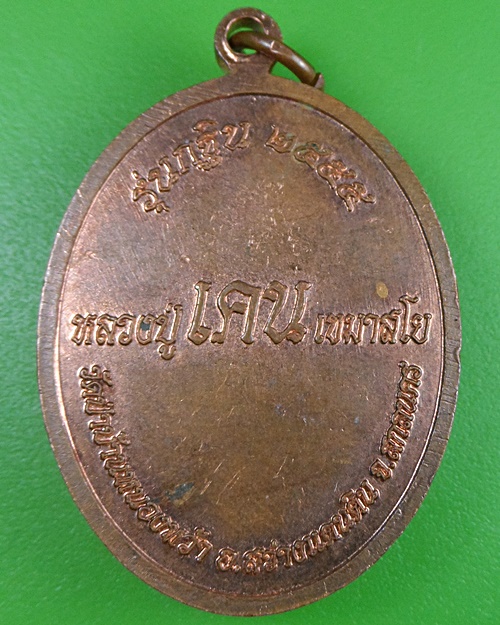 รุ่นกฐิน ๒๕๕๕
หลวงปู่ เคน เขมาสโย
วัดป่าบ้านหนองหว้า อ.สว่างแดนดิน จ.สกลนคร